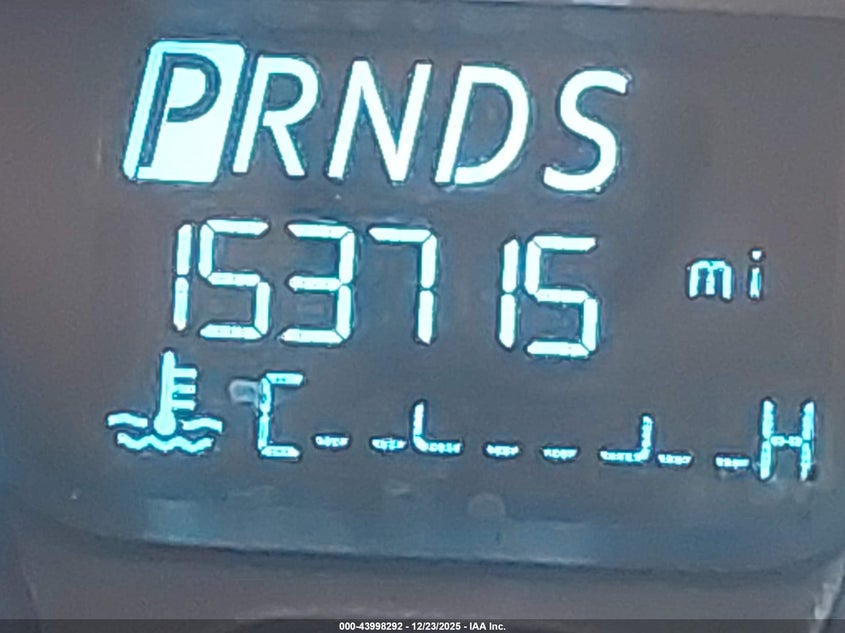 PRNDS
153715 mi
C H
000-43998292 - 12/23/2025 - IAA Inc.